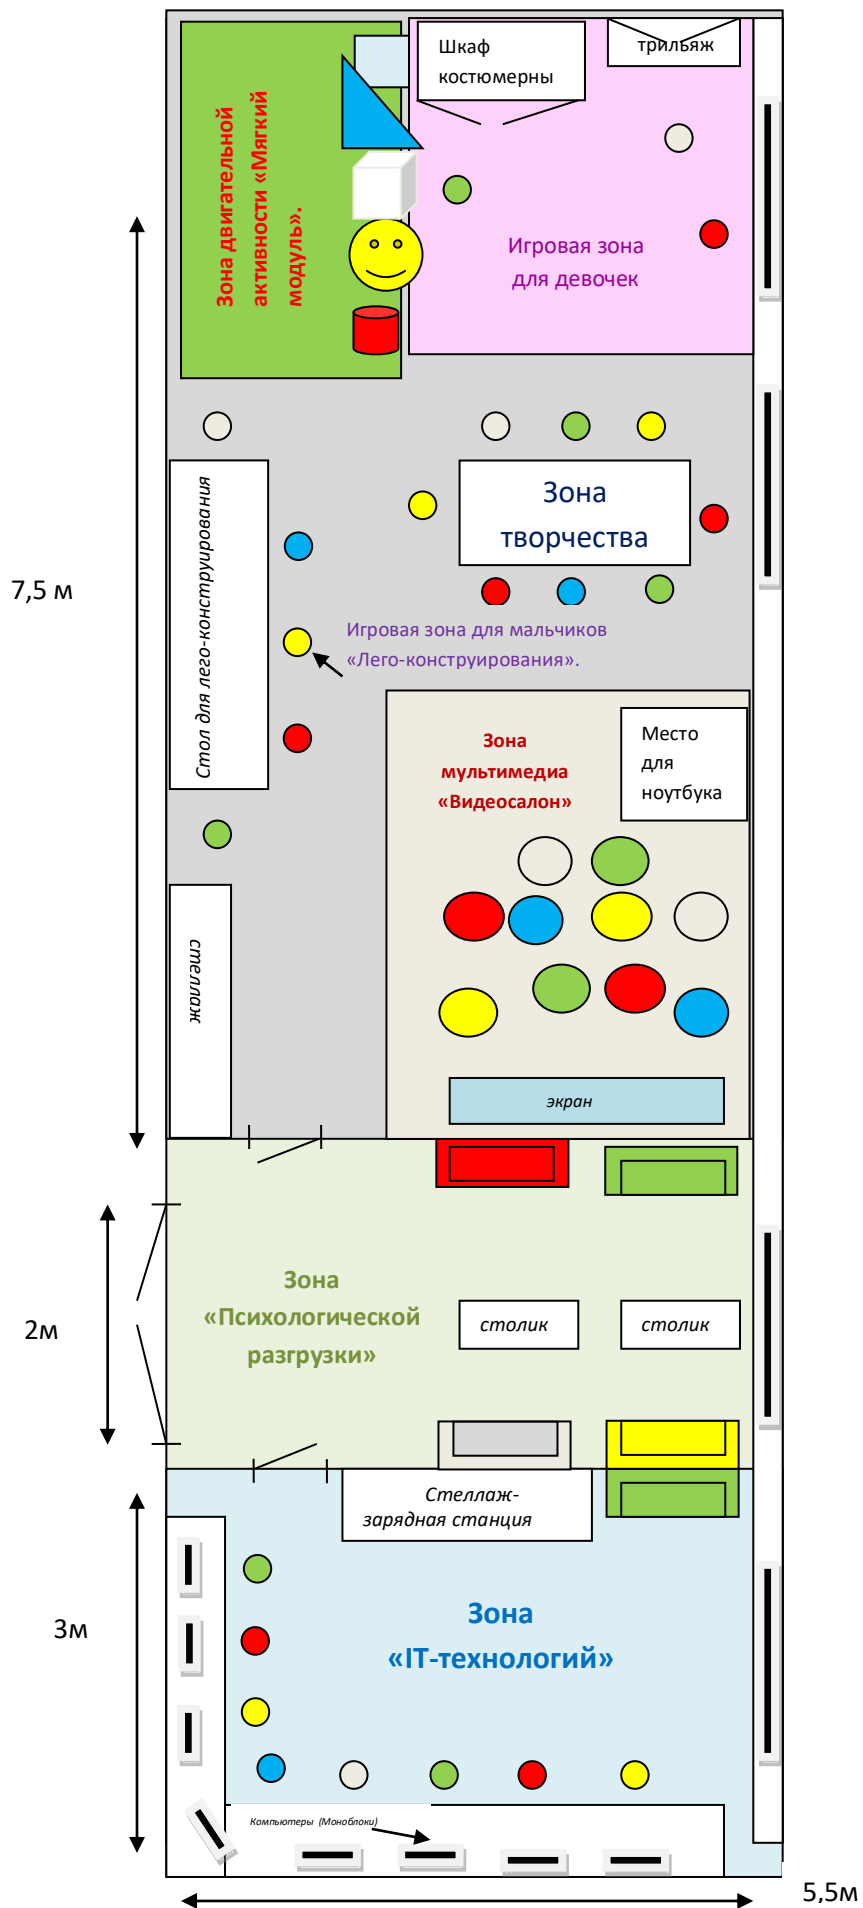 Шкаф
костюмерны
трильяж
Зона двигательной
активности «Мягкий
модуль».
Игровая зона
для девочек
Зона
творчества
Стол для лего-конструирования
7,5 м
Игровая зона для мальчиков
«Лего-конструирования».
Зона
мультимедиа
«Видеосалон»
Место
для
ноутбука
стеллаж
экран
Зона
«Психологической
разгрузки»
столик
столик
2м
Стеллаж-
зарядная станция
Зона
«IT-технологий»
3м
Компьютеры (Моноблоки)
5,5м